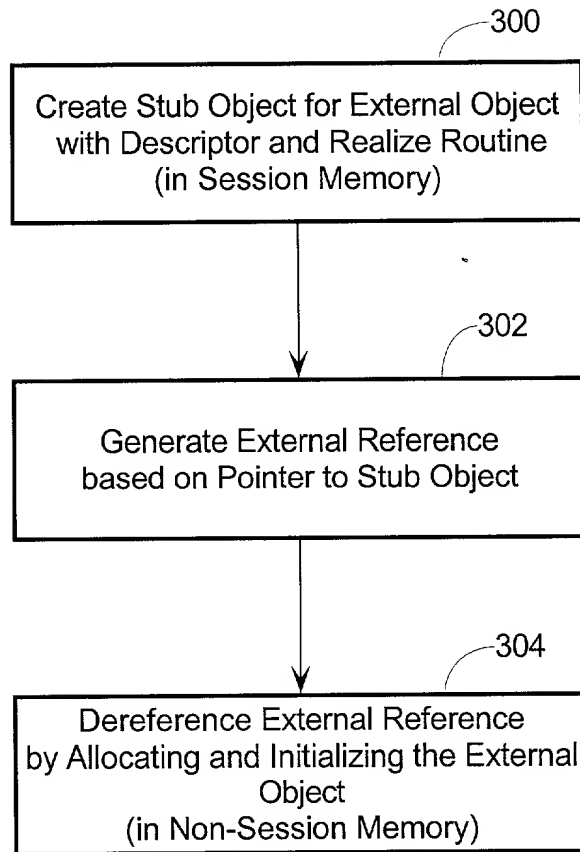 300
Create Stub Object for External Object
with Descriptor and Realize Routine
(in Session Memory)
302
Generate External Reference
based on Pointer to Stub Object
304
Dereference External Reference
by Allocating and Initializing the External
Object
(in Non-Session Memory)